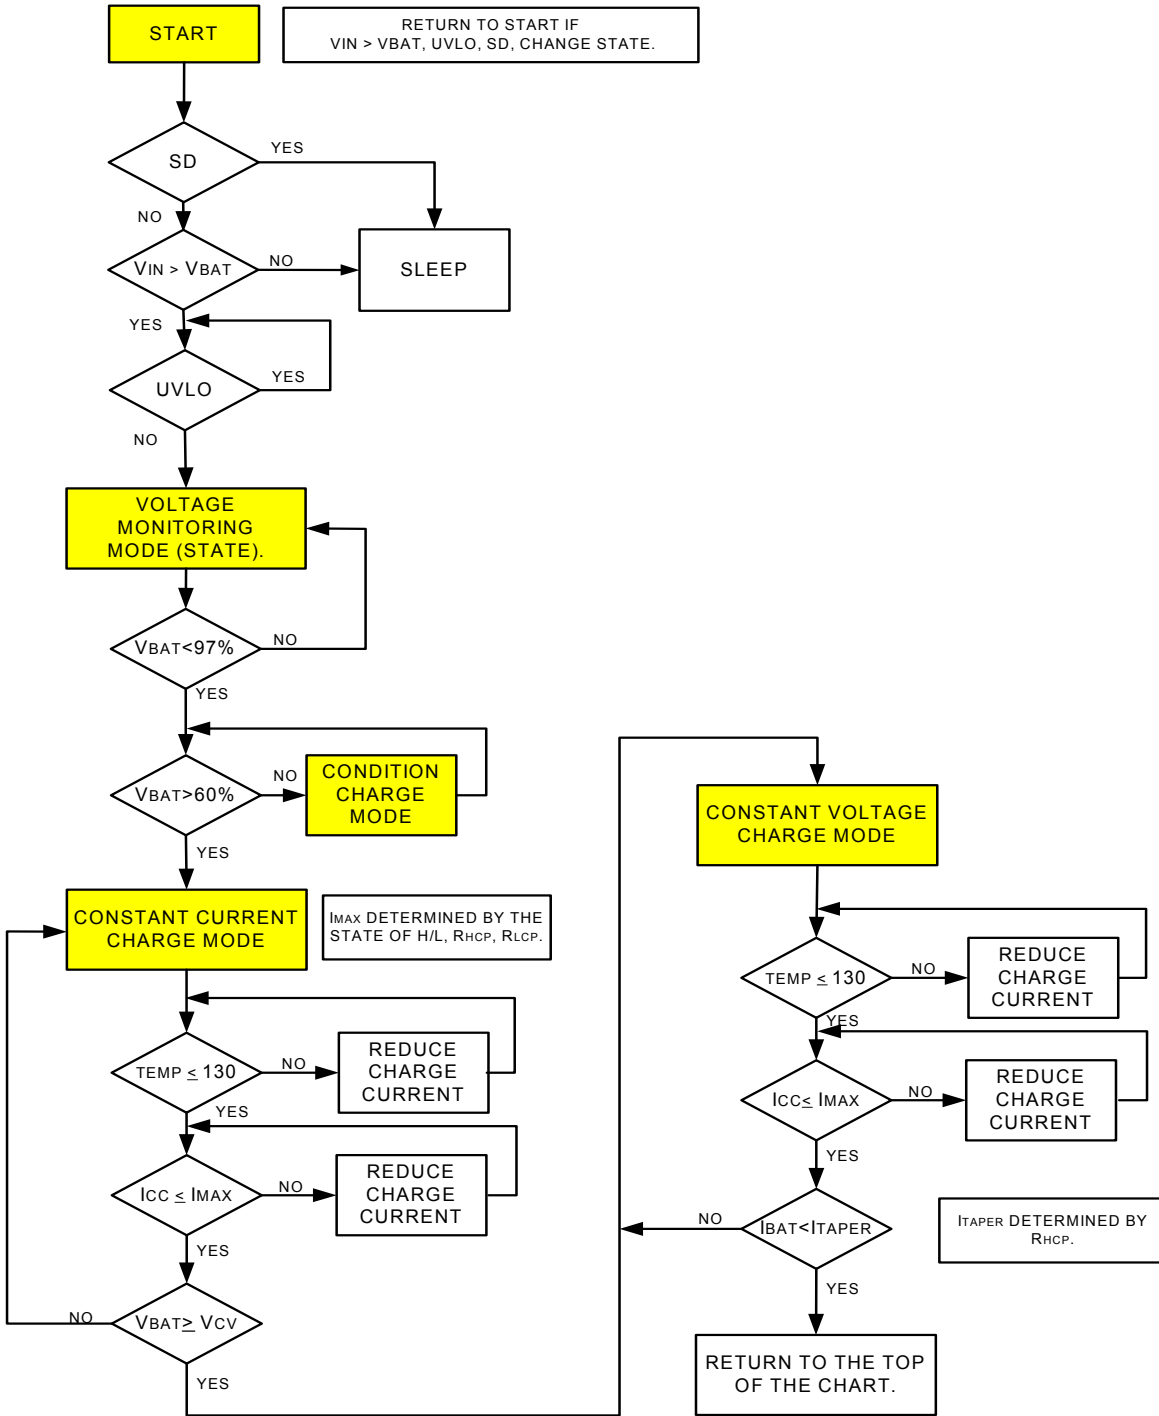 START
RETURN TO START IF
VIN > VBAT, UVLO, SD, CHANGE STATE.
SD
YES
NO
VIN > VBAT
NO
SLEEP
YES
UVLO
YES
NO
VOLTAGE
MONITORING
MODE (STATE).
VBAT<97%
NO
YES
VBAT>60%
NO
CONDITION
CHARGE
MODE
YES
CONSTANT CURRENT
CHARGE MODE
IMAX DETERMINED BY THE
STATE OF H/L, RHCP, RLCP.
TEMP ≤ 130
NO
REDUCE
CHARGE
CURRENT
YES
ICC ≤ IMAX
NO
REDUCE
CHARGE
CURRENT
YES
VBAT≥ VCV
NO
YES
CONSTANT VOLTAGE
CHARGE MODE
TEMP ≤ 130
NO
REDUCE
CHARGE
CURRENT
YES
ICC≤ IMAX
NO
REDUCE
CHARGE
CURRENT
YES
IBAT<ITAPER
NO
ITAPER DETERMINED BY
RHCP.
YES
RETURN TO THE TOP
OF THE CHART.